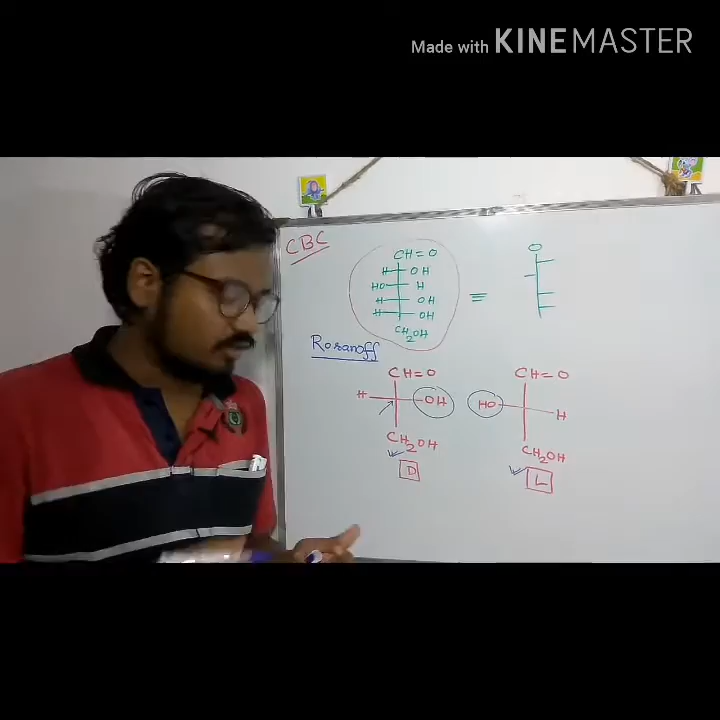 Made with KINEMASTER
CBC
CH=O
H OH
HO H
H OH
H OH
CH2OH
≡
O
Rosanoff
CH=O
H OH
CH2OH
D
CH=O
HO H
CH2OH
L